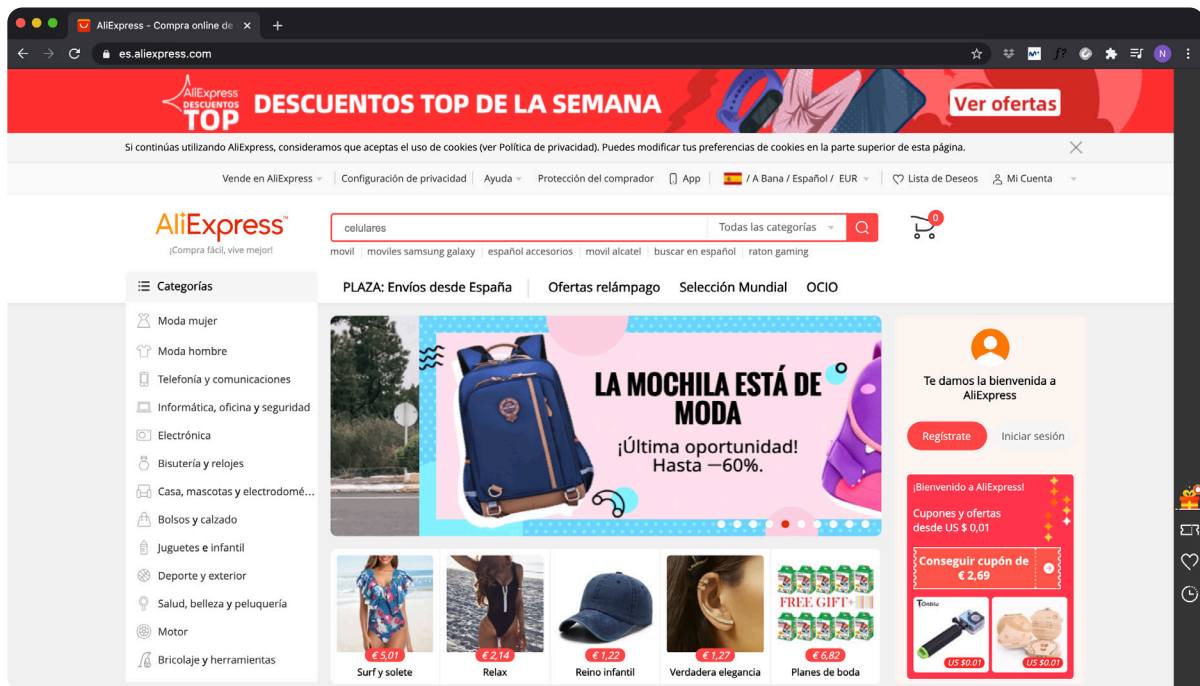 AliExpress - Compra online de
es.aliexpress.com
N
AliExpress
DESCUENTOS
TOP
DESCUENTOS TOP DE LA SEMANA
Ver ofertas
Si continúas utilizando AliExpress, consideramos que aceptas el uso de cookies (ver Política de privacidad). Puedes modificar tus preferencias de cookies en la parte superior de esta página.
Vende en AliExpress Configuración de privacidad Ayuda Protección del comprador App / A Bana / Español / EUR Lista de Deseos Mi Cuenta
AliExpress™
¡Compra fácil, vive mejor!
celulares Todas las categorías
0
movil moviles samsung galaxy español accesorios movil alcatel buscar en español raton gaming
Categorías
PLAZA: Envíos desde España Ofertas relámpago Selección Mundial OCIO
Moda mujer
Moda hombre
Telefonía y comunicaciones
Informática, oficina y seguridad
Electrónica
Bisutería y relojes
Casa, mascotas y electrodomé...
Bolsos y calzado
Juguetes e infantil
Deporte y exterior
Salud, belleza y peluquería
Motor
Bricolaje y herramientas
LA MOCHILA ESTÁ DE
MODA
¡Última oportunidad!
Hasta —60%.
Te damos la bienvenida a
AliExpress
Regístrate Iniciar sesión
¡Bienvenido a AliExpress!
Cupones y ofertas
desde US $ 0,01
Conseguir cupón de
€ 2,69
TOnblu
US $0.01
US $0.01
FREE GIFT+
€ 5,01
Surf y solete
€ 2,14
Relax
€ 1,22
Reino infantil
€ 1,27
Verdadera elegancia
€ 6,82
Planes de boda